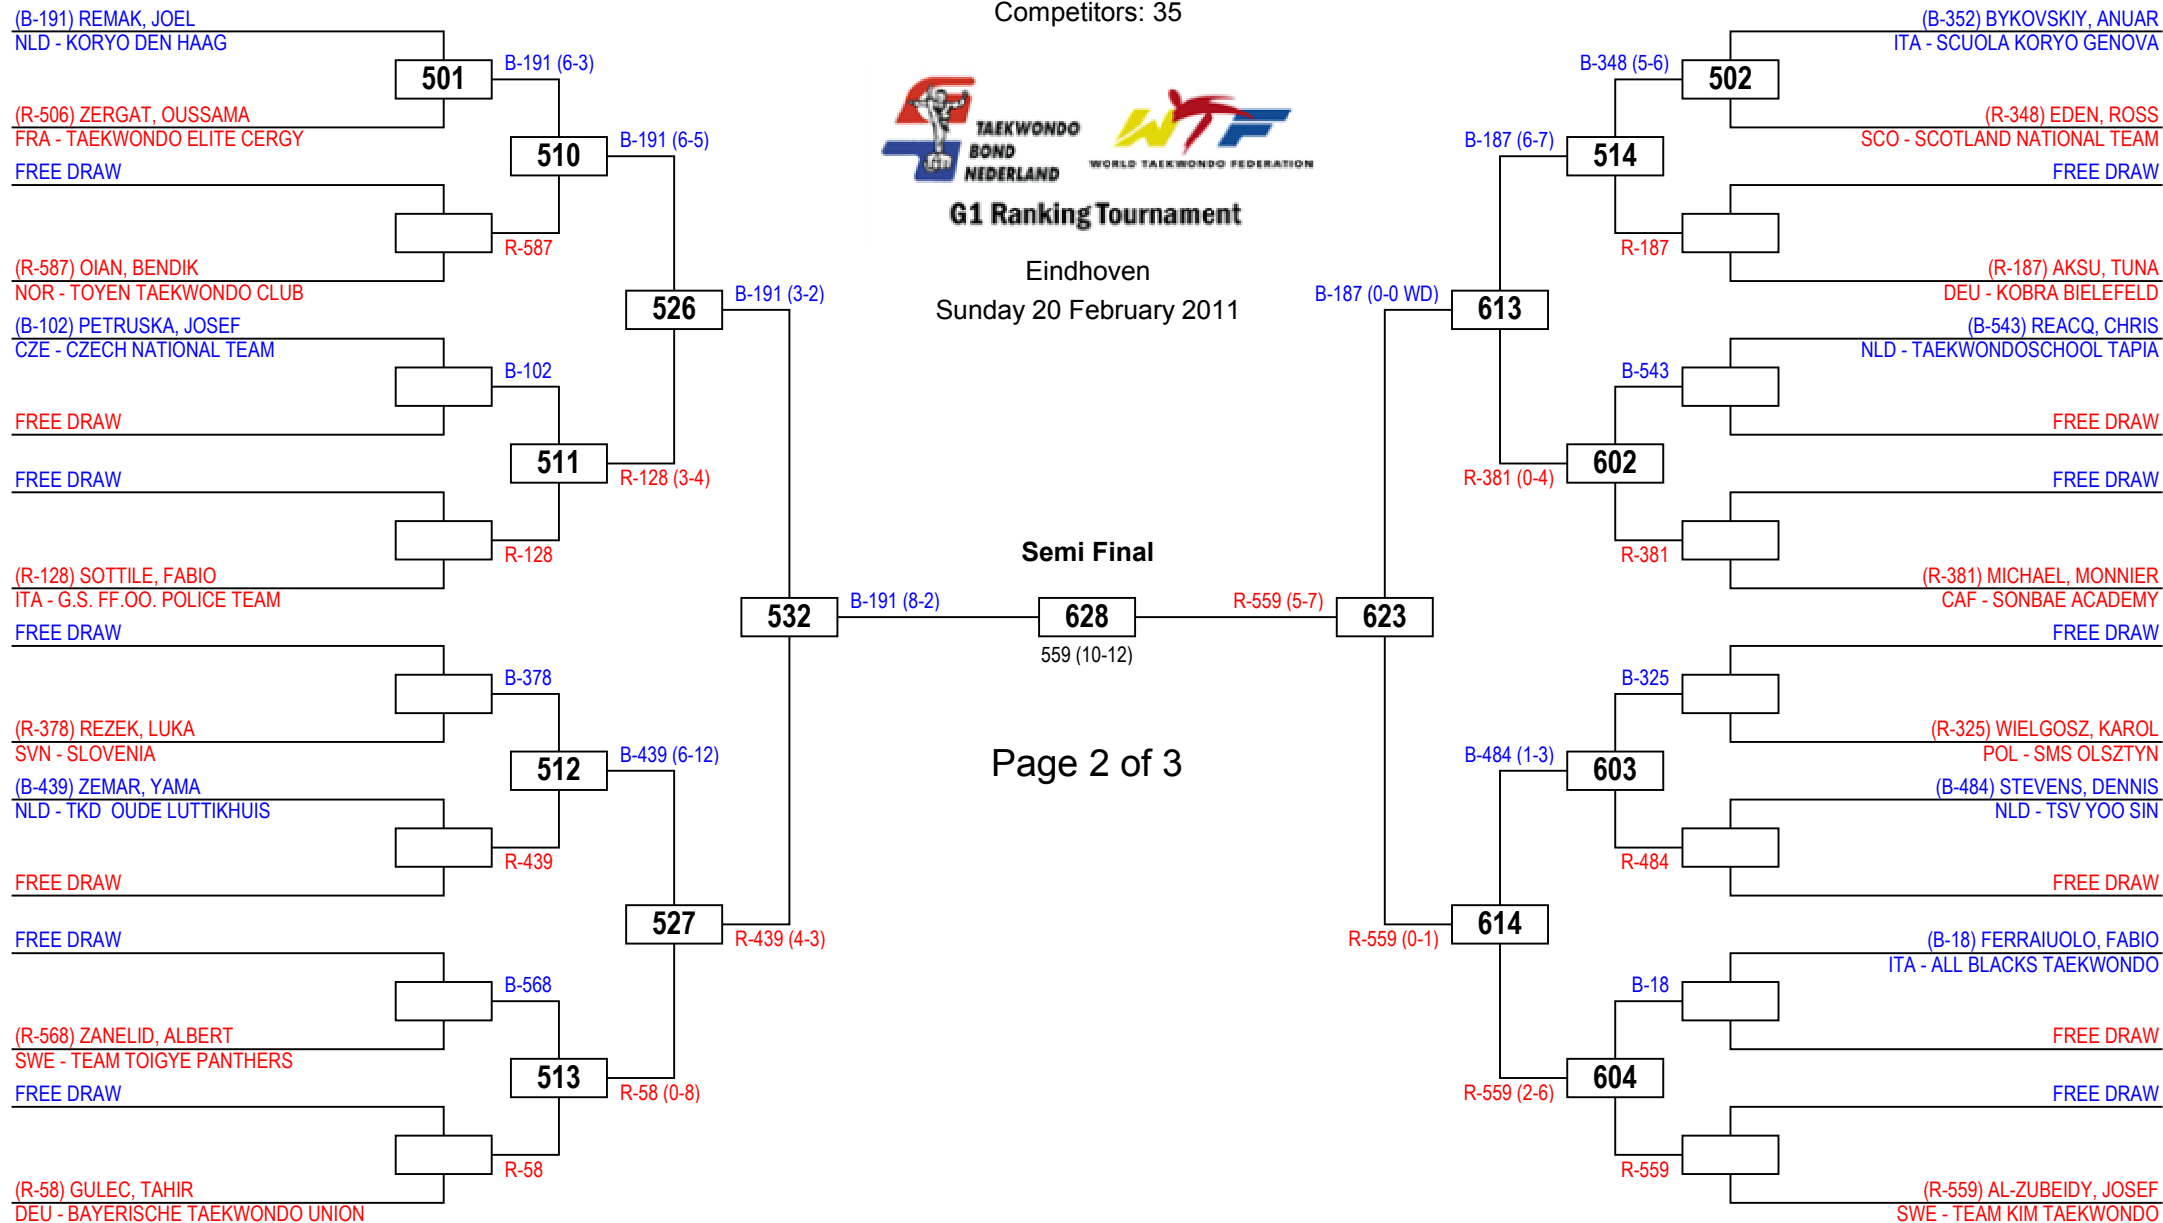 Competitors: 35
TAEKWONDO
BOND
NEDERLAND
WORLD TAEKWONDO FEDERATION
G1 Ranking Tournament
Eindhoven
Sunday 20 February 2011
(B-191) REMAK, JOEL
NLD - KORYO DEN HAAG
501
B-191 (6-3)
(R-506) ZERGAT, OUSSAMA
FRA - TAEKWONDO ELITE CERGY
510
B-191 (6-5)
FREE DRAW
R-587
(R-587) OIAN, BENDIK
NOR - TOYEN TAEKWONDO CLUB
526
B-191 (3-2)
(B-102) PETRUSKA, JOSEF
CZE - CZECH NATIONAL TEAM
B-102
FREE DRAW
511
R-128 (3-4)
FREE DRAW
R-128
(R-128) SOTTILE, FABIO
ITA - G.S. FF.OO. POLICE TEAM
532
B-191 (8-2)
FREE DRAW
B-378
(R-378) REZEK, LUKA
SVN - SLOVENIA
512
B-439 (6-12)
(B-439) ZEMAR, YAMA
NLD - TKD  OUDE LUTTIKHUIS
R-439
FREE DRAW
527
R-439 (4-3)
FREE DRAW
B-568
(R-568) ZANELID, ALBERT
SWE - TEAM TOIGYE PANTHERS
513
R-58 (0-8)
FREE DRAW
R-58
(R-58) GULEC, TAHIR
DEU - BAYERISCHE TAEKWONDO UNION
Semi Final
628
559 (10-12)
Page 2 of 3
(B-352) BYKOVSKIY, ANUAR
ITA - SCUOLA KORYO GENOVA
B-348 (5-6)
502
(R-348) EDEN, ROSS
SCO - SCOTLAND NATIONAL TEAM
B-187 (6-7)
514
FREE DRAW
R-187
(R-187) AKSU, TUNA
DEU - KOBRA BIELEFELD
B-187 (0-0 WD)
613
(B-543) REACQ, CHRIS
NLD - TAEKWONDOSCHOOL TAPIA
B-543
FREE DRAW
R-381 (0-4)
602
FREE DRAW
R-381
(R-381) MICHAEL, MONNIER
CAF - SONBAE ACADEMY
R-559 (5-7)
623
FREE DRAW
B-325
(R-325) WIELGOSZ, KAROL
POL - SMS OLSZTYN
B-484 (1-3)
603
(B-484) STEVENS, DENNIS
NLD - TSV YOO SIN
R-484
FREE DRAW
R-559 (0-1)
614
(B-18) FERRAIUOLO, FABIO
ITA - ALL BLACKS TAEKWONDO
B-18
FREE DRAW
R-559 (2-6)
604
FREE DRAW
R-559
(R-559) AL-ZUBEIDY, JOSEF
SWE - TEAM KIM TAEKWONDO